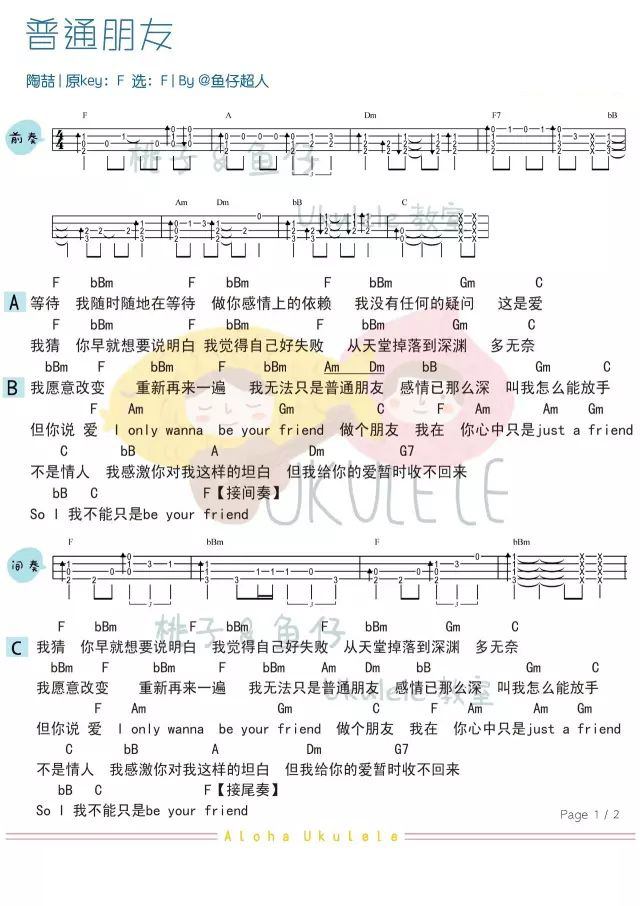 普通朋友
陶喆 | 原key：F 选：F | By @鱼仔超人
前奏
F A Dm F7 bB
桃子&鱼仔
Am Dm bB C
Ukulele 教室
F bBm F bBm F bBm Gm C
A 等待 我随时随地在等待 做你感情上的依赖 我没有任何的疑问 这是爱
F bBm F bBm F bBm Gm C
我猜 你早就想要说明白 我觉得自己好失败 从天堂掉落到深渊 多无奈
bBm F bBm F bBm Am Dm bB Gm C
B 我愿意改变 重新再来一遍 我无法只是普通朋友 感情已那么深 叫我怎么能放手
F Am Gm C F Am Am Gm
但你说 爱 I only wanna be your friend 做个朋友 我在 你心中只是just a friend
C bB A Dm G7
不是情人 我感激你对我这样的坦白 但我给你的爱暂时收不回来
bB C F【接间奏】
So I 我不能只是be your friend
UKULELE
间奏
F bBm F bBm
桃子&鱼仔
F bBm F bBm F bBm Gm C
C 我猜 你早就想要说明白 我觉得自己好失败 从天堂掉落到深渊 多无奈
bBm F bBm F bBm Am Dm bB Gm C
我愿意改变 重新再来一遍 我无法只是普通朋友 感情已那么深 叫我怎么能放手
Ukulele 教室
F Am Gm C F Am Am Gm
但你说 爱 I only wanna be your friend 做个朋友 我在 你心中只是just a friend
C bB A Dm G7
不是情人 我感激你对我这样的坦白 但我给你的爱暂时收不回来
bB C F【接尾奏】
So I 我不能只是be your friend
Page 1 / 2
Aloha Ukulele